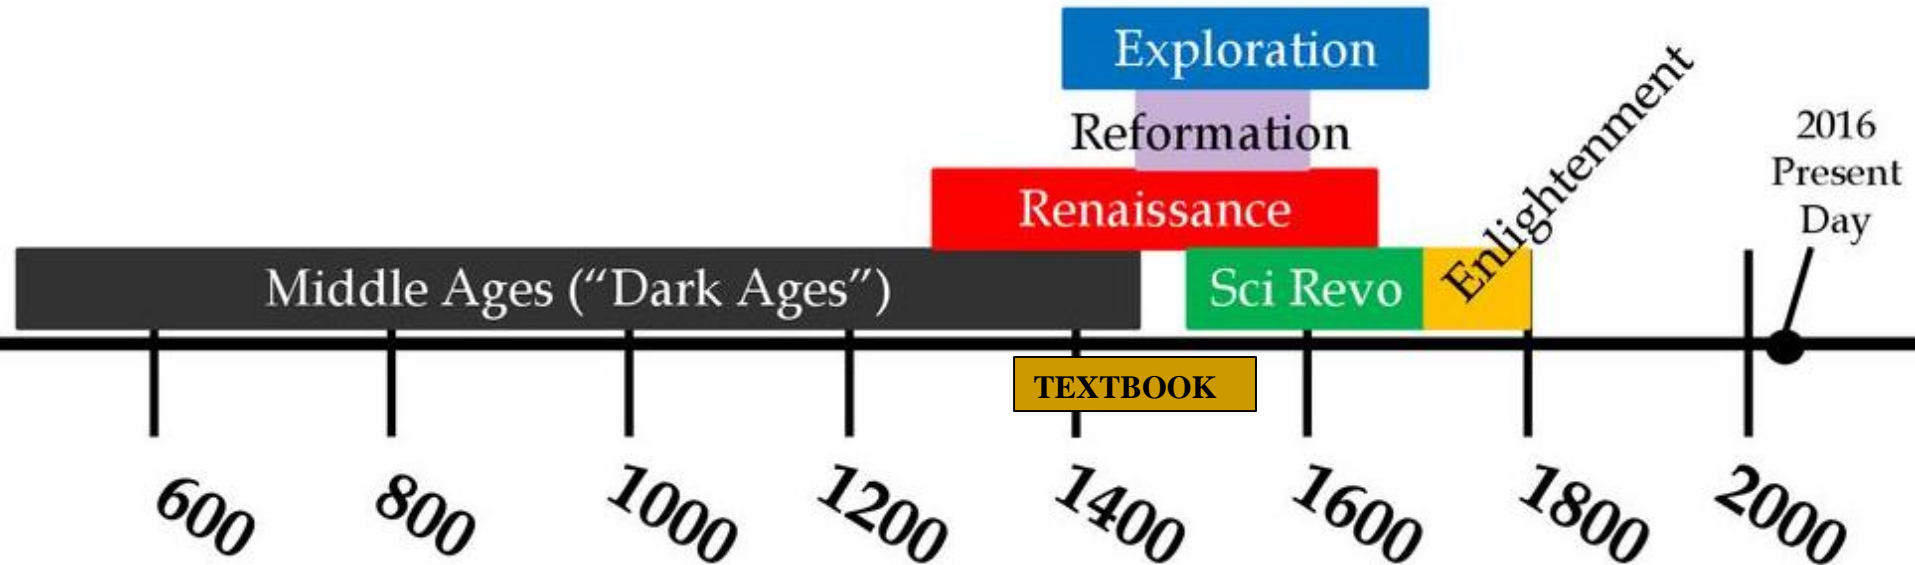 Exploration
Reformation
Enlightenment
2016
Present
Day
Renaissance
Middle Ages (“Dark Ages”)
Sci Revo
TEXTBOOK
600
800
1000
1200
1400
1600
1800
2000